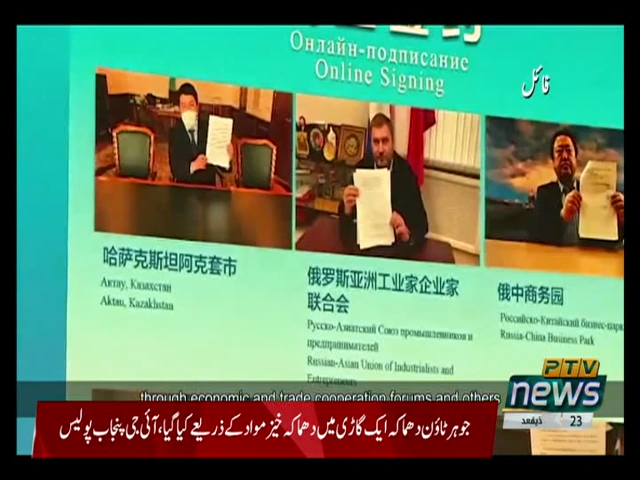 Онлайн-подписание
Online Signing
فائل
哈萨克斯坦阿克套市
Актау, Казахстан
Aktau, Kazakhstan
俄罗斯亚洲工业家企业家
联合会
Русско-Азиатский Союз промышленников и
предпринимателей
Russian-Asian Union of Industrialists and
Entrepreneurs
俄中商务园
Российско-Китайский бизнес-парк
Russia-China Business Park
through economic and trade cooperation forums and others
PTV
news
ذیقعد 23
جوہر ٹاؤن دھماکہ ایک گاڑی میں دھماکہ خیز مواد کے ذریعے کیا گیا، آئی جی پنجاب پولیس